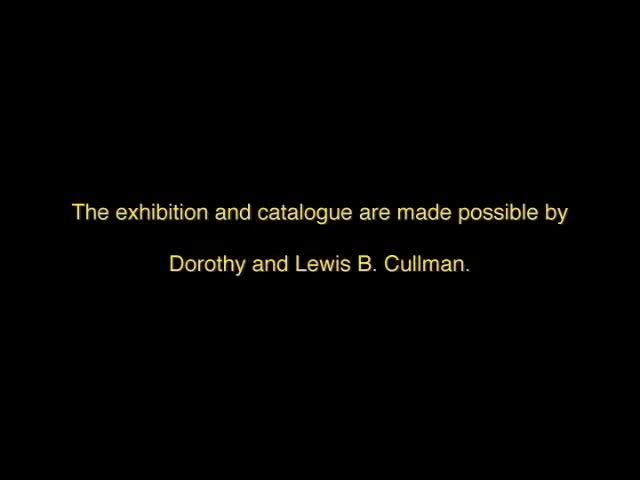 The exhibition and catalogue are made possible by
Dorothy and Lewis B. Cullman.